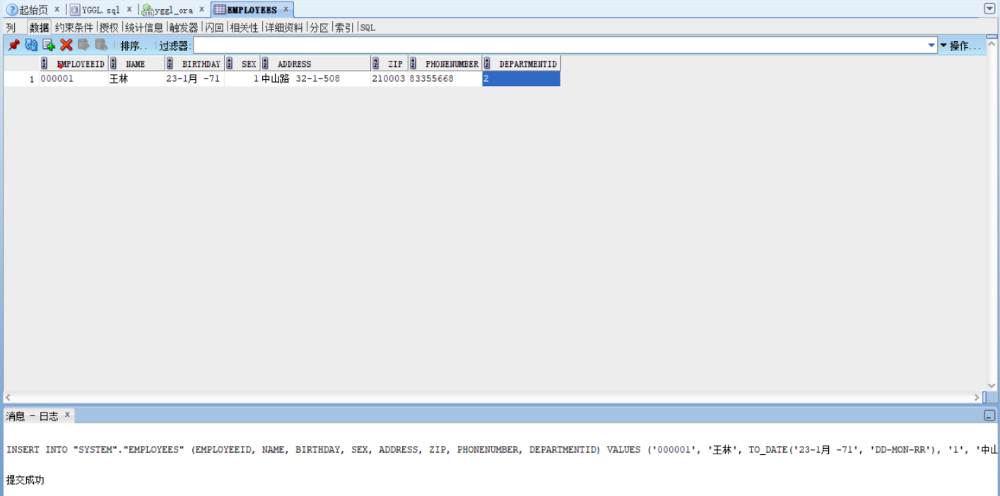 起始页 × YGGL.sql × yggl_ora × EMPLOYEES ×
列 数据 约束条件 授权 统计信息 触发器 闪回 相关性 详细资料 分区 索引 SQL
排序.. 过滤器: 操作...
EMPLOYEEID NAME BIRTHDAY SEX ADDRESS ZIP PHONENUMBER DEPARTMENTID
1 000001 王林 23-1月 -71 1 中山路 32-1-508 210003 83355668 2
消息 - 日志 ×
INSERT INTO "SYSTEM"."EMPLOYEES" (EMPLOYEEID, NAME, BIRTHDAY, SEX, ADDRESS, ZIP, PHONENUMBER, DEPARTMENTID) VALUES ('000001', '王林', TO_DATE('23-1月 -71', 'DD-MON-RR'), '1', '中山
提交成功